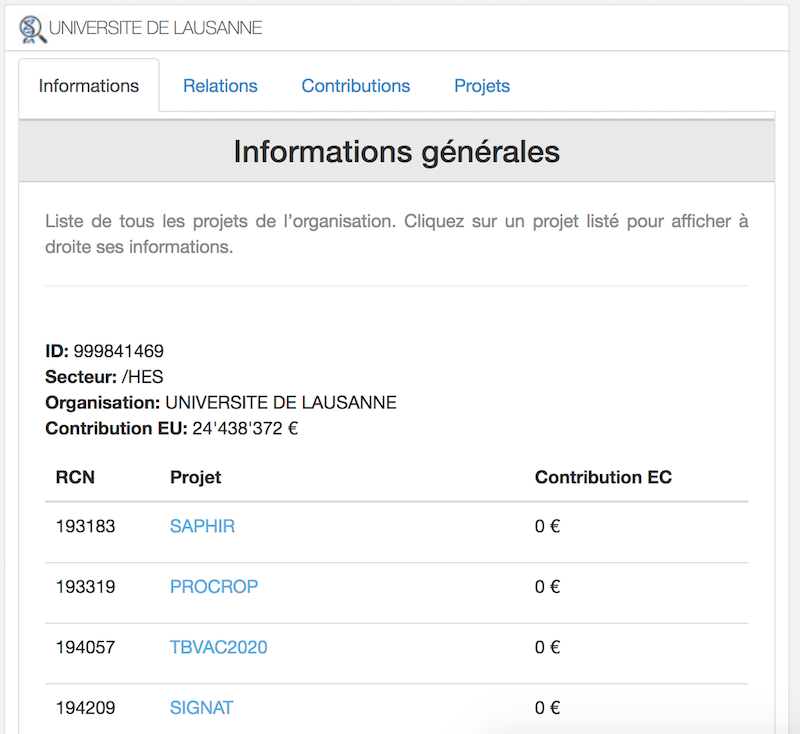 UNIVERSITE DE LAUSANNE
Informations Relations Contributions Projets
Informations générales
Liste de tous les projets de l'organisation. Cliquez sur un projet listé pour afficher à
droite ses informations.
ID: 999841469
Secteur: /HES
Organisation: UNIVERSITE DE LAUSANNE
Contribution EU: 24'438'372 €
RCN Projet Contribution EC
193183 SAPHIR 0 €
193319 PROCROP 0 €
194057 TBVAC2020 0 €
194209 SIGNAT 0 €